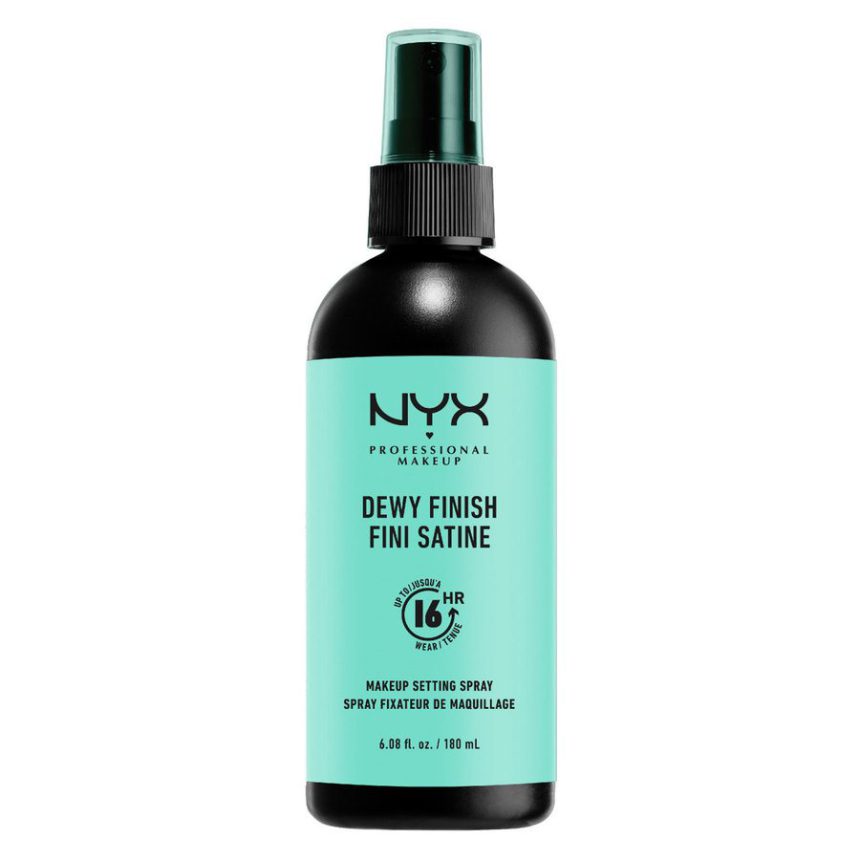 NYX
PROFESSIONAL
MAKEUP
DEWY FINISH
FINI SATINE
UP TO / JUSQU'A
16 HR
WEAR / TENUE
MAKEUP SETTING SPRAY
SPRAY FIXATEUR DE MAQUILLAGE
6.08 fl. oz. / 180 mL